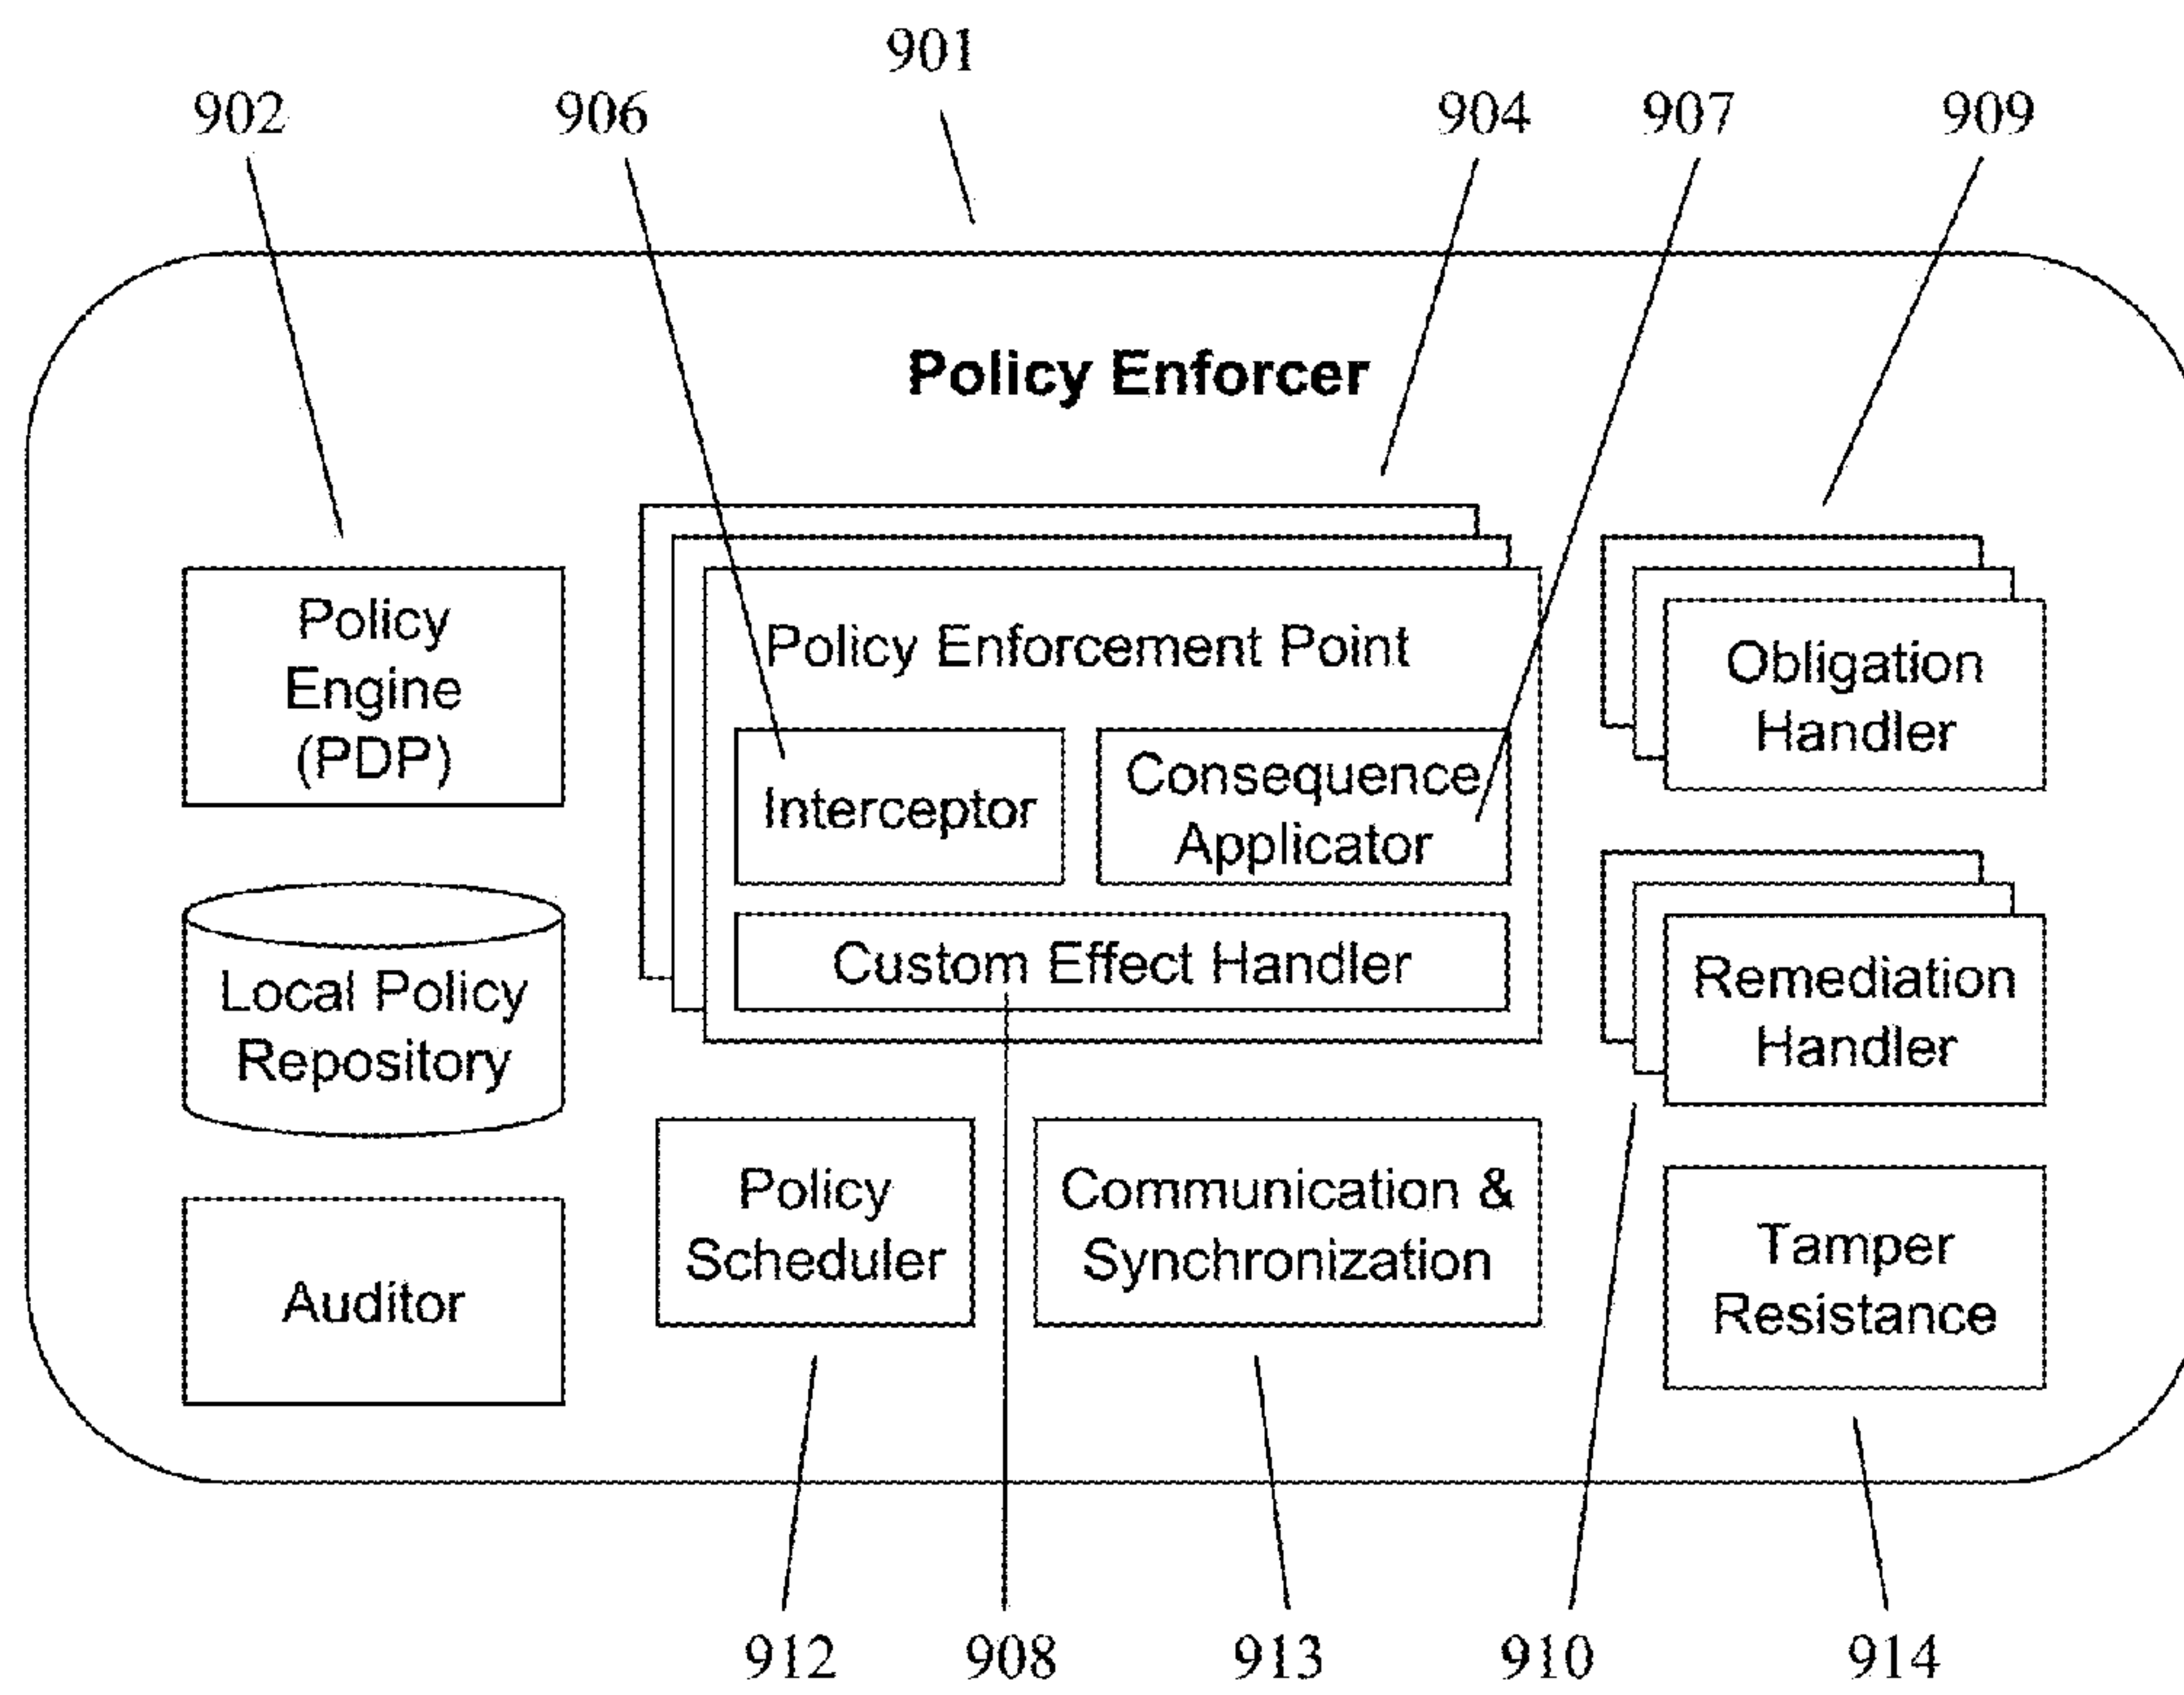 901
902
906
904
907
909
Policy Enforcer
Policy
Engine
(PDP)
Policy Enforcement Point
Interceptor
Consequence
Applicator
Custom Effect Handler
Obligation
Handler
Local Policy
Repository
Remediation
Handler
Auditor
Policy
Scheduler
Communication &
Synchronization
Tamper
Resistance
912
908
913
910
914